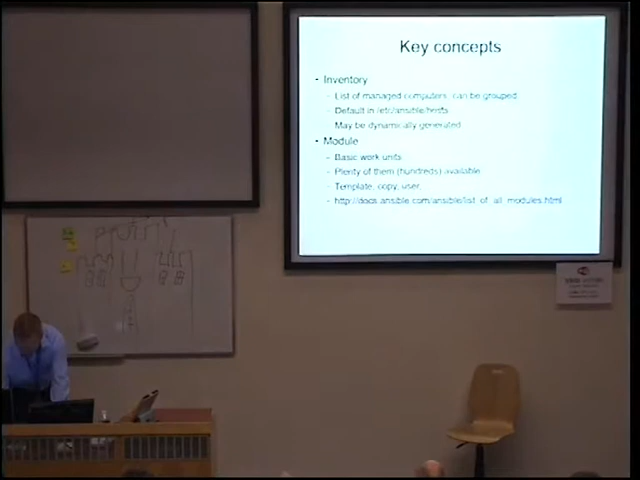 Key concepts
- Inventory
- List of managed computers, can be grouped
- Default in /etc/ansible/hosts
May be dynamically generated
- Module
- Basic work units
- Plenty of them (hundreds) available
- Template, copy, user,
- http://docs.ansible.com/ansible/list_of_all_modules.html